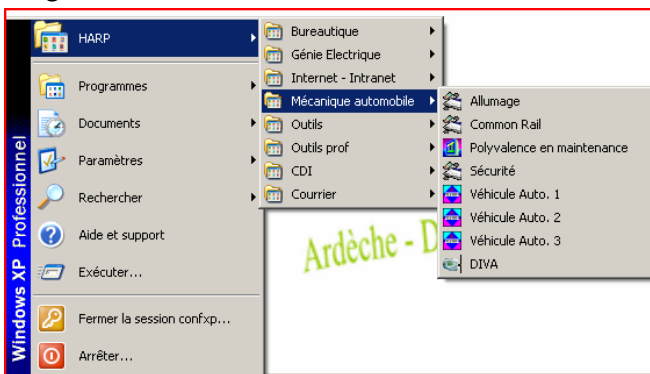 HARP
Programmes
Documents
Paramètres
Rechercher
Aide et support
Exécuter...
Fermer la session confxp...
Arrêter...
Windows XP Professionnel
Bureautique
Génie Electrique
Internet - Intranet
Mécanique automobile
Outils
Outils prof
CDI
Courrier
Allumage
Common Rail
Polyvalence en maintenance
Sécurité
Véhicule Auto. 1
Véhicule Auto. 2
Véhicule Auto. 3
DIVA
Ardèche - D